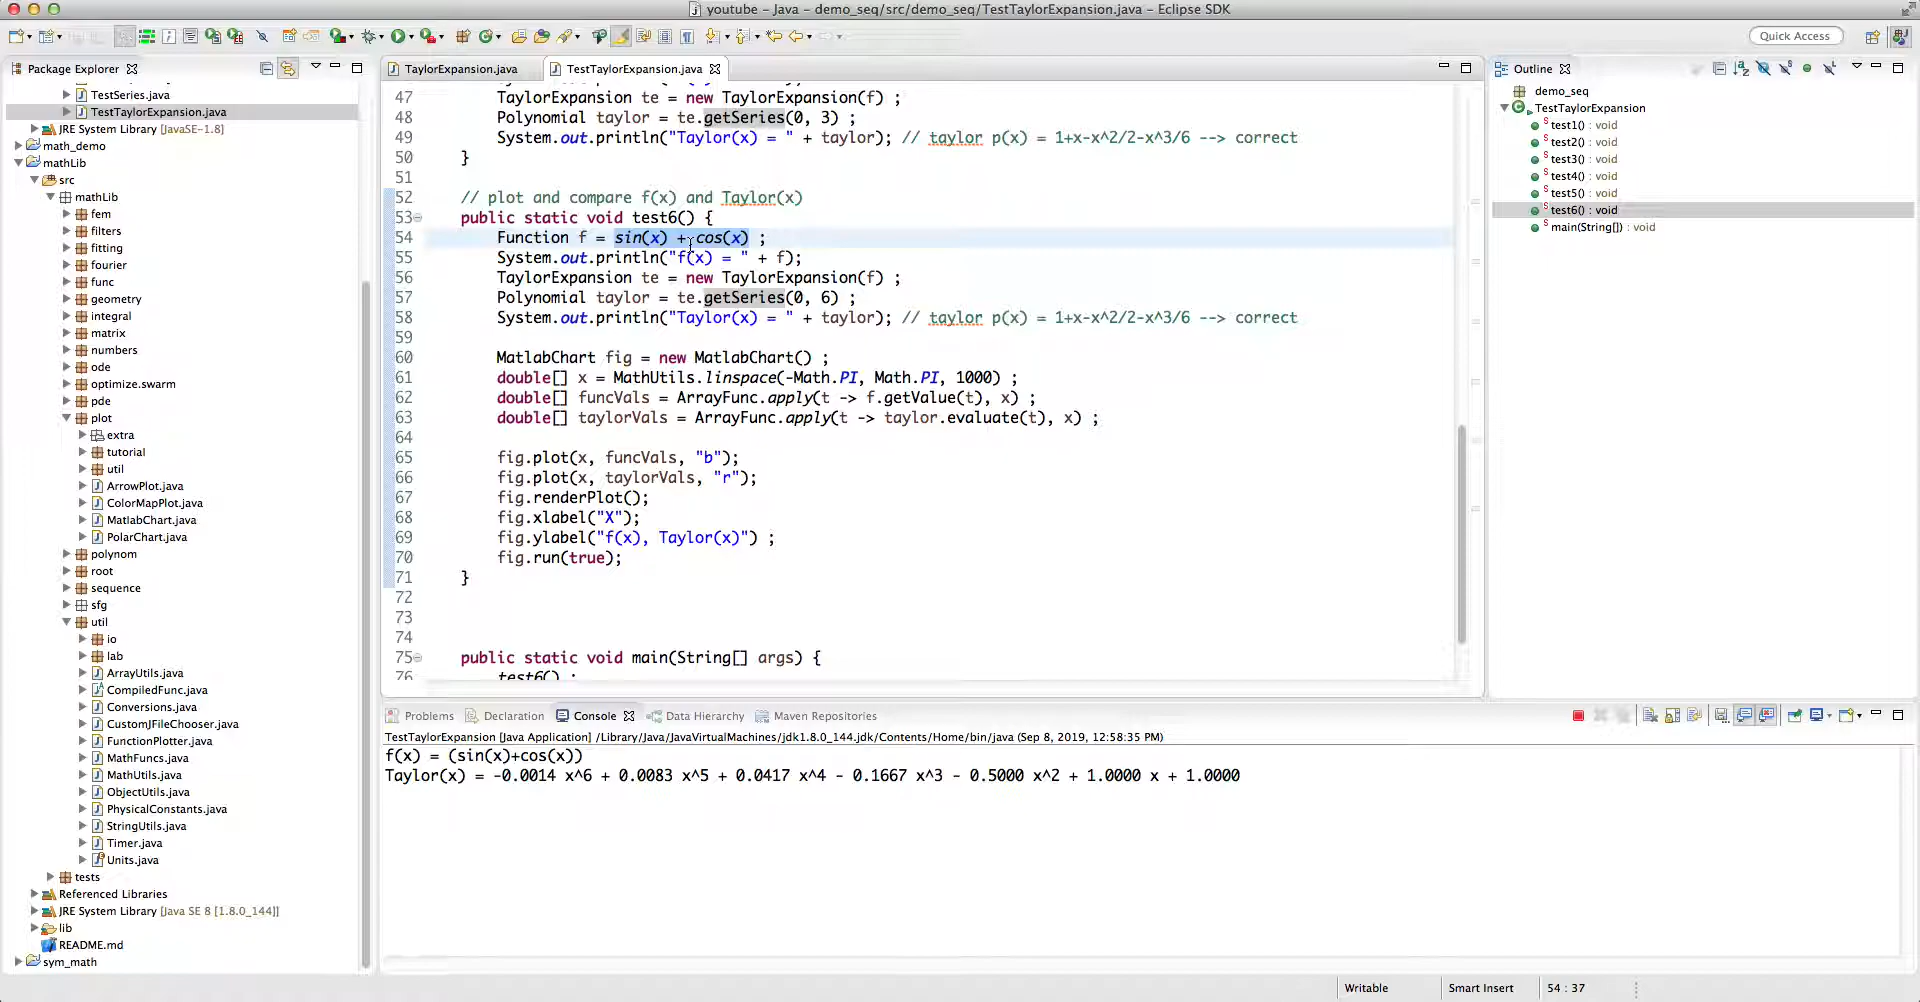 youtube - Java - demo_seq/src/demo_seq/TestTaylorExpansion.java - Eclipse SDK
Quick Access
Package Explorer
TestSeries.java
TestTaylorExpansion.java
JRE System Library [JavaSE-1.8]
math_demo
mathLib
src
mathLib
fem
filters
fitting
fourier
func
geometry
integral
matrix
numbers
ode
optimize.swarm
pde
plot
extra
tutorial
util
ArrowPlot.java
ColorMapPlot.java
MatlabChart.java
PolarChart.java
polynom
root
sequence
sfg
util
io
lab
ArrayUtils.java
CompiledFunc.java
Conversions.java
CustomJFileChooser.java
FunctionPlotter.java
MathFuncs.java
MathUtils.java
ObjectUtils.java
PhysicalConstants.java
StringUtils.java
Timer.java
Units.java
tests
Referenced Libraries
JRE System Library [Java SE 8 [1.8.0_144]]
lib
README.md
sym_math
TaylorExpansion.java
TestTaylorExpansion.java
47 TaylorExpansion te = new TaylorExpansion(f) ;
48 Polynomial taylor = te.getSeries(0, 3) ;
49 System.out.println("Taylor(x) = " + taylor); // taylor p(x) = 1+x-x^2/2-x^3/6 --> correct
50 }
51
52 // plot and compare f(x) and Taylor(x)
53 public static void test6() {
54 Function f = sin(x) + cos(x) ;
55 System.out.println("f(x) = " + f);
56 TaylorExpansion te = new TaylorExpansion(f) ;
57 Polynomial taylor = te.getSeries(0, 6) ;
58 System.out.println("Taylor(x) = " + taylor); // taylor p(x) = 1+x-x^2/2-x^3/6 --> correct
59
60 MatlabChart fig = new MatlabChart() ;
61 double[] x = MathUtils.linspace(-Math.PI, Math.PI, 1000) ;
62 double[] funcVals = ArrayFunc.apply(t -> f.getValue(t), x) ;
63 double[] taylorVals = ArrayFunc.apply(t -> taylor.evaluate(t), x) ;
64
65 fig.plot(x, funcVals, "b");
66 fig.plot(x, taylorVals, "r");
67 fig.renderPlot();
68 fig.xlabel("X");
69 fig.ylabel("f(x), Taylor(x)") ;
70 fig.run(true);
71 }
72
73
74
75 public static void main(String[] args) {
76 test6() ;
Outline
demo_seq
TestTaylorExpansion
test1() : void
test2() : void
test3() : void
test4() : void
test5() : void
test6() : void
main(String[]) : void
Problems Declaration Console Data Hierarchy Maven Repositories
TestTaylorExpansion [Java Application] /Library/Java/JavaVirtualMachines/jdk1.8.0_144.jdk/Contents/Home/bin/java (Sep 8, 2019, 12:58:35 PM)
f(x) = (sin(x)+cos(x))
Taylor(x) = -0.0014 x^6 + 0.0083 x^5 + 0.0417 x^4 - 0.1667 x^3 - 0.5000 x^2 + 1.0000 x + 1.0000
Writable Smart Insert 54 : 37